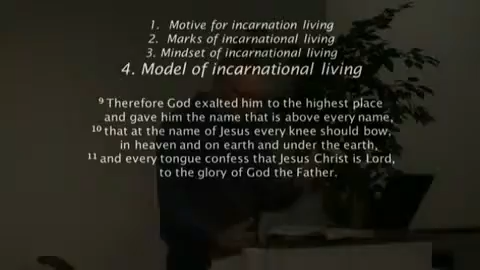 1. Motive for incarnation living
2. Marks of incarnational living
3. Mindset of incarnational living
4. Model of incarnational living
⁹ Therefore God exalted him to the highest place
and gave him the name that is above every name,
¹⁰ that at the name of Jesus every knee should bow,
in heaven and on earth and under the earth,
¹¹ and every tongue confess that Jesus Christ is Lord,
to the glory of God the Father.